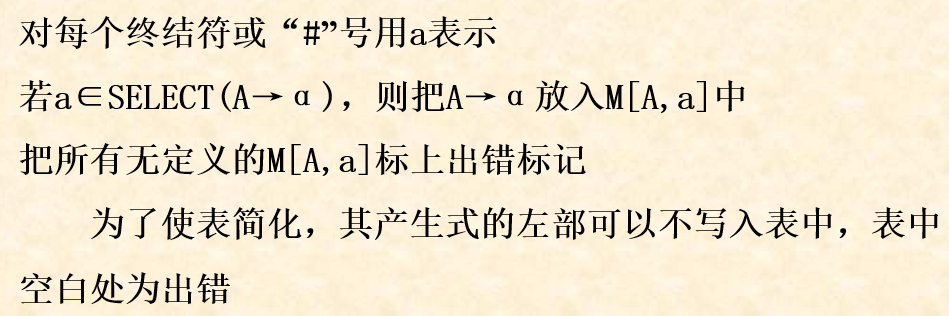 对每个终结符或“#”号用a表示
若a∈SELECT(A→α)，则把A→α放入M[A,a]中
把所有无定义的M[A,a]标上出错标记
为了使表简化，其产生式的左部可以不写入表中，表中
空白处为出错